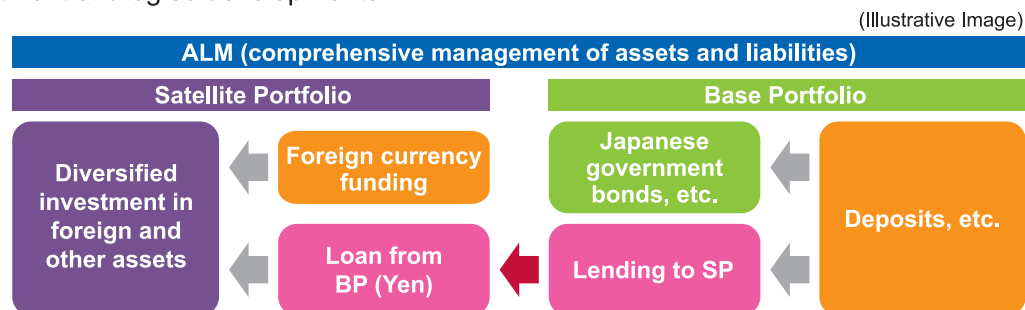 (Illustrative Image)
ALM (comprehensive management of assets and liabilities)
Satellite Portfolio
Base Portfolio
Diversified
investment in
foreign and
other assets
Foreign currency
funding
Loan from
BP (Yen)
Japanese
government
bonds, etc.
Lending to SP
Deposits, etc.